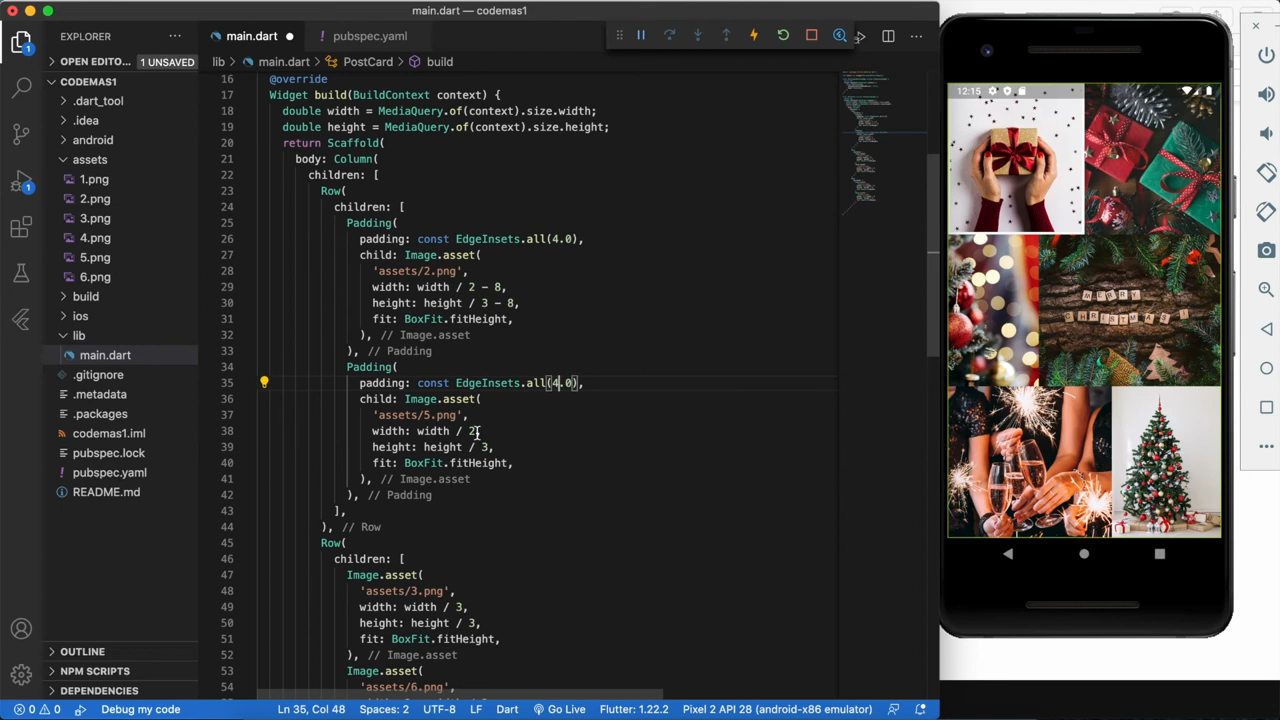 main.dart — codemas1
EXPLORER
main.dart
pubspec.yaml
OPEN EDITO...
1 UNSAVED
lib > main.dart > PostCard > build
CODEMAS1
.dart_tool
.idea
android
assets
1.png
2.png
3.png
4.png
5.png
6.png
build
ios
lib
main.dart
.gitignore
.metadata
.packages
codemas1.iml
pubspec.lock
pubspec.yaml
README.md
OUTLINE
NPM SCRIPTS
DEPENDENCIES
16 @override
17 Widget build(BuildContext context) {
18 double width = MediaQuery.of(context).size.width;
19 double height = MediaQuery.of(context).size.height;
20 return Scaffold(
21 body: Column(
22 children: [
23 Row(
24 children: [
25 Padding(
26 padding: const EdgeInsets.all(4.0),
27 child: Image.asset(
28 'assets/2.png',
29 width: width / 2 - 8,
30 height: height / 3 - 8,
31 fit: BoxFit.fitHeight,
32 ), // Image.asset
33 ), // Padding
34 Padding(
35 padding: const EdgeInsets.all(4.0),
36 child: Image.asset(
37 'assets/5.png',
38 width: width / 2,
39 height: height / 3,
40 fit: BoxFit.fitHeight,
41 ), // Image.asset
42 ), // Padding
43 ],
44 ), // Row
45 Row(
46 children: [
47 Image.asset(
48 'assets/3.png',
49 width: width / 3,
50 height: height / 3,
51 fit: BoxFit.fitHeight,
52 ), // Image.asset
53 Image.asset(
54 'assets/6.png',
12:15
MERRY
CHRISTMAS!
1
1
0 0
Debug my code
Ln 35, Col 48
Spaces: 2
UTF-8
LF
Dart
Go Live
Flutter: 1.22.2
Pixel 2 API 28 (android-x86 emulator)